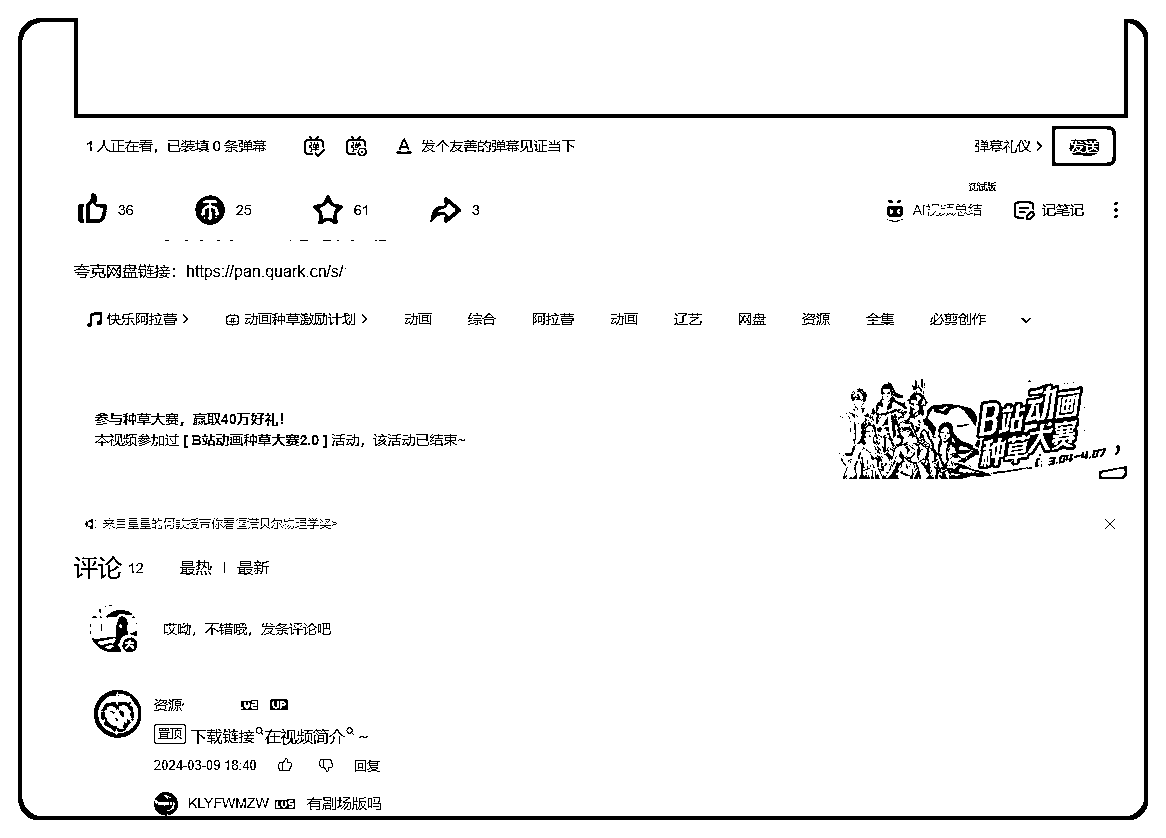 1 人正在看，已装填 0 条弹幕
发个友善的弹幕见证当下
弹幕礼仪 >
发送
36
25
61
3
测试版
AI视频总结
记笔记
夸克网盘链接：https://pan.quark.cn/s/
快乐阿拉蕾 >
动画种草激励计划 >
动画
综合
阿拉蕾
动画
辽艺
网盘
资源
全集
必剪创作
参与种草大赛，赢取40万好礼！
本视频参加过 [ B站动画种草大赛2.0 ] 活动，该活动已结束~
B站动画
种草大赛
3.04-4.07
评论 12
最热 | 最新
哎呦，不错哦，发条评论吧
资源
UP
置顶 下载链接 在视频简介 ~
2024-03-09 18:40
回复
KLYFWMZW LV5 有剧场版吗